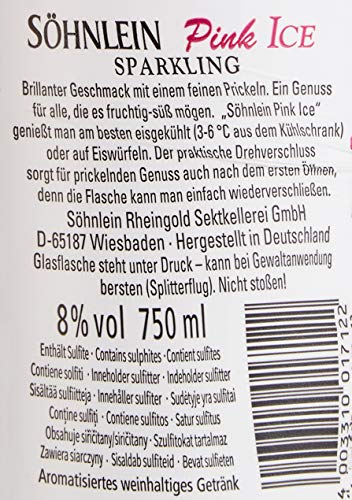 SÖHNLEIN Pink ICE
SPARKLING
Brillanter Geschmack mit einem feinen Prickeln. Ein Genuss
für alle, die es fruchtig-süß mögen. „Söhnlein Pink Ice“
genießt man am besten eisgekühlt (3-6 °C aus dem Kühlschrank)
oder auf Eiswürfeln. Der praktische Drehverschluss
sorgt für prickelnden Genuss auch nach dem ersten Öffnen,
denn die Flasche kann man einfach wiederverschließen.
Söhnlein Rheingold Sektkellerei GmbH
D-65187 Wiesbaden · Hergestellt in Deutschland
Glasflasche steht unter Druck – kann bei Gewaltanwendung
bersten (Splitterflug). Nicht stoßen!
8% vol 750 ml
Enthält Sulfite · Contains sulphites · Contient sulfites
Contiene solfiti · Inneholder sulfitter · Indeholder sulfitter
Sisältää sulfiitteja · Innehåller sulfiter · Sudėtyje yra sulfitai
Conține sulfiți · Contiene sulfitos · Satur sulfitus
Obsahuje siričitany/siričitany · Szulfitokat tartalmaz
Zawiera siarczyny · Sisaldab sulfiteid · Bevat sulfieten
Aromatisiertes weinhaltiges Getränk
4 003310 017122